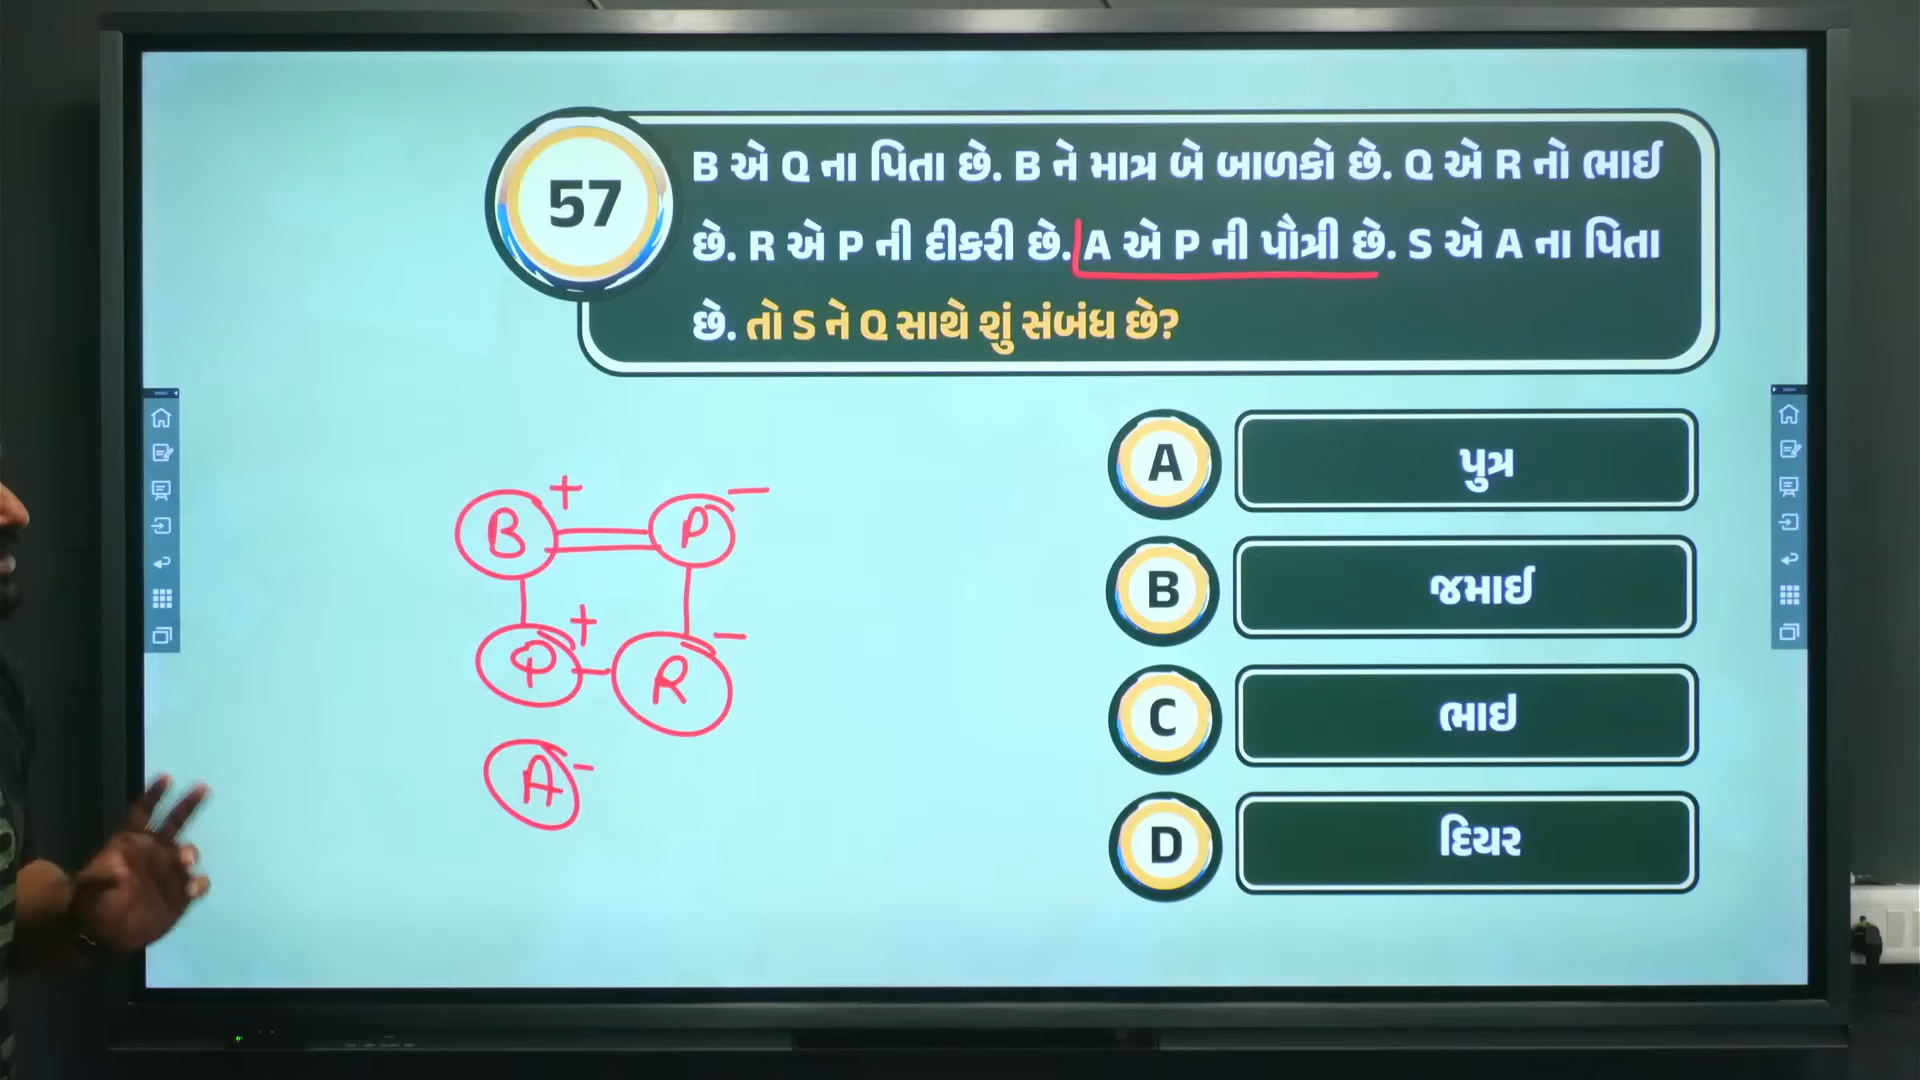 57
B એ Q ના પિતા છે. B ને માત્ર બે બાળકો છે. Q એ R નો ભાઈ
છે. R એ P ની દીકરી છે. A એ P ની પૌત્રી છે. S એ A ના પિતા
છે. તો S ને Q સાથે શું સંબંધ છે?
A પુત્ર
B જમાઈ
C ભાઇ
D દિયર
B + P −
Q + R −
A −